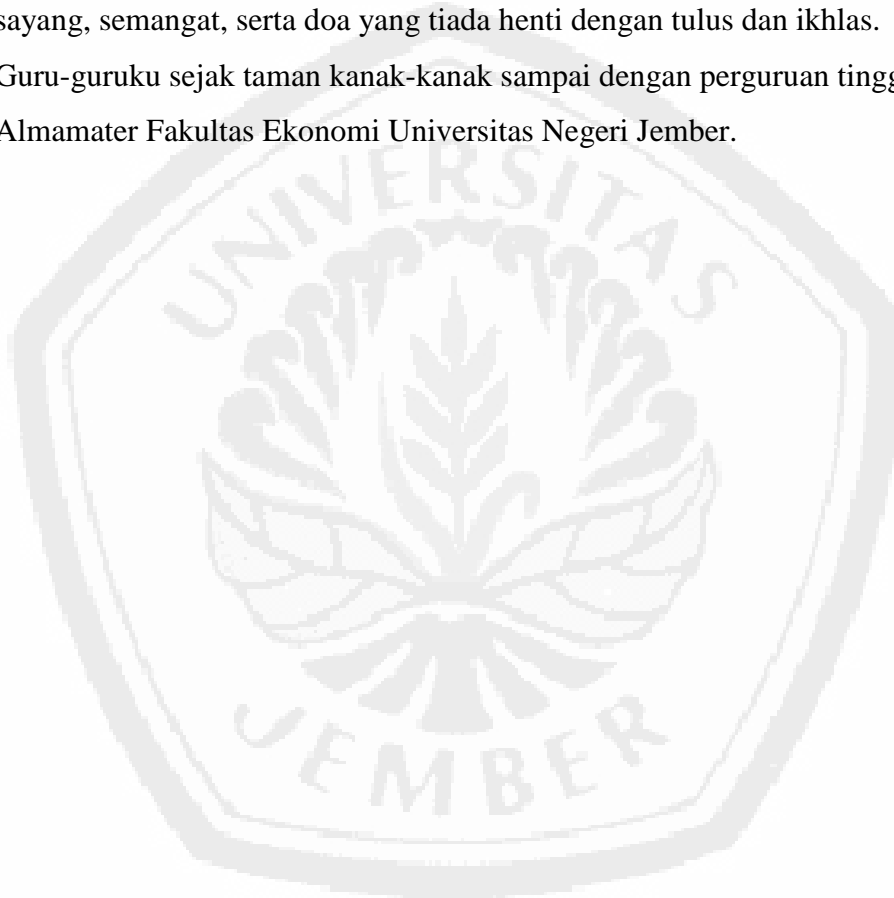 sayang, semangat, serta doa yang tiada henti dengan tulus dan ikhlas.
Guru-guruku sejak taman kanak-kanak sampai dengan perguruan tingg
Almamater Fakultas Ekonomi Universitas Negeri Jember.
UNIVERSITAS
JEMBER